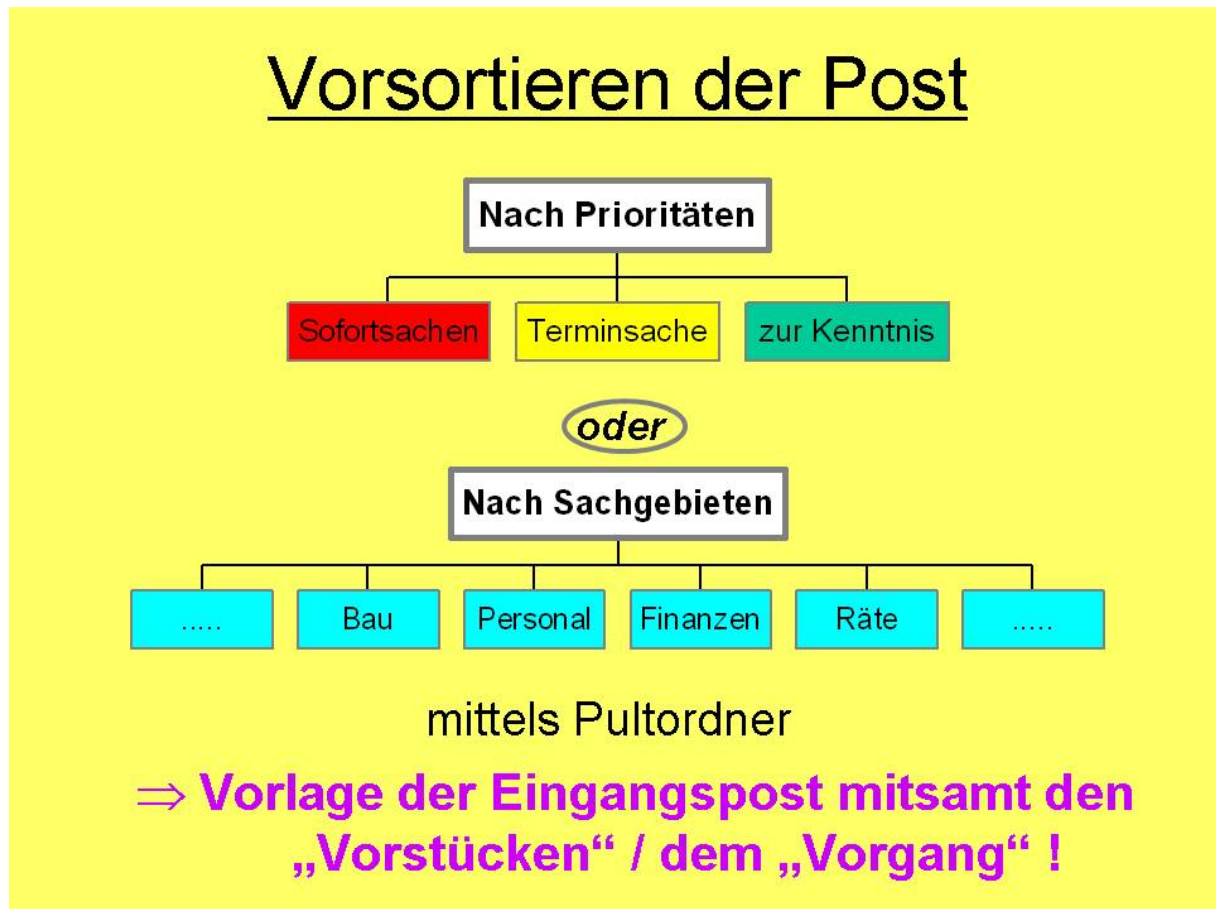 Vorsortieren der Post
Nach Prioritäten
Sofortsachen Terminsache zur Kenntnis
oder
Nach Sachgebieten
..... Bau Personal Finanzen Räte .....
mittels Pultordner
⇒ Vorlage der Eingangspost mitsamt den
„Vorstücken“ / dem „Vorgang“ !